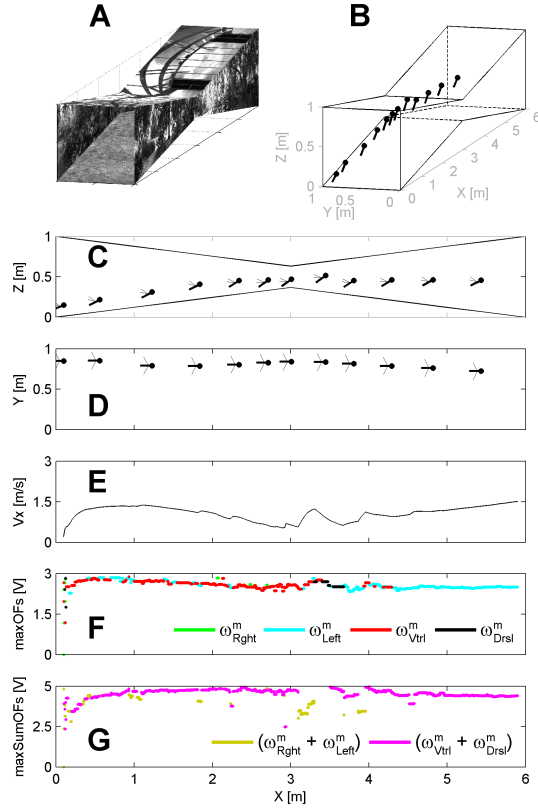 A
B
1
0.5
0
Z [m]
1
0.5
0
Y [m]
0
1
2
3
4
5
6
X [m]
C
1
0.5
0
Z [m]
D
1
0.5
0
Y [m]
E
3
1.5
0
Vx [m/s]
F
3
1.5
0
maxOFs [V]
ω^m_Rght
ω^m_Left
ω^m_Vtrl
ω^m_Drsl
G
5
2.5
0
maxSumOFs [V]
(ω^m_Rght + ω^m_Left)
(ω^m_Vtrl + ω^m_Drsl)
0 1 2 3 4 5 6
X [m]